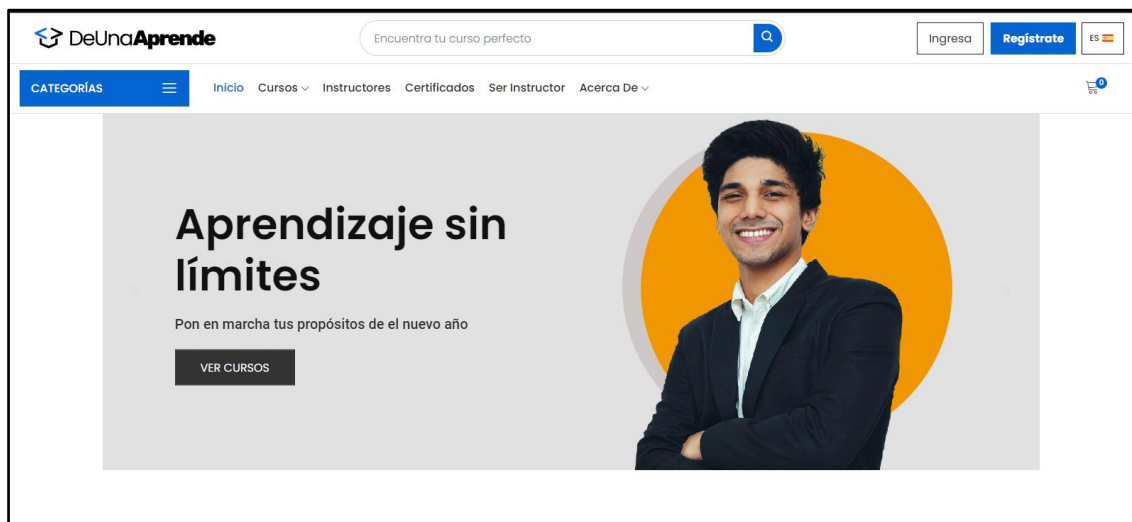 DeUnaAprende
Encuentra tu curso perfecto
Ingresa
Regístrate
ES
CATEGORÍAS
Inicio
Cursos
Instructores
Certificados
Ser Instructor
Acerca De
0
Aprendizaje sin
límites
Pon en marcha tus propósitos de el nuevo año
VER CURSOS